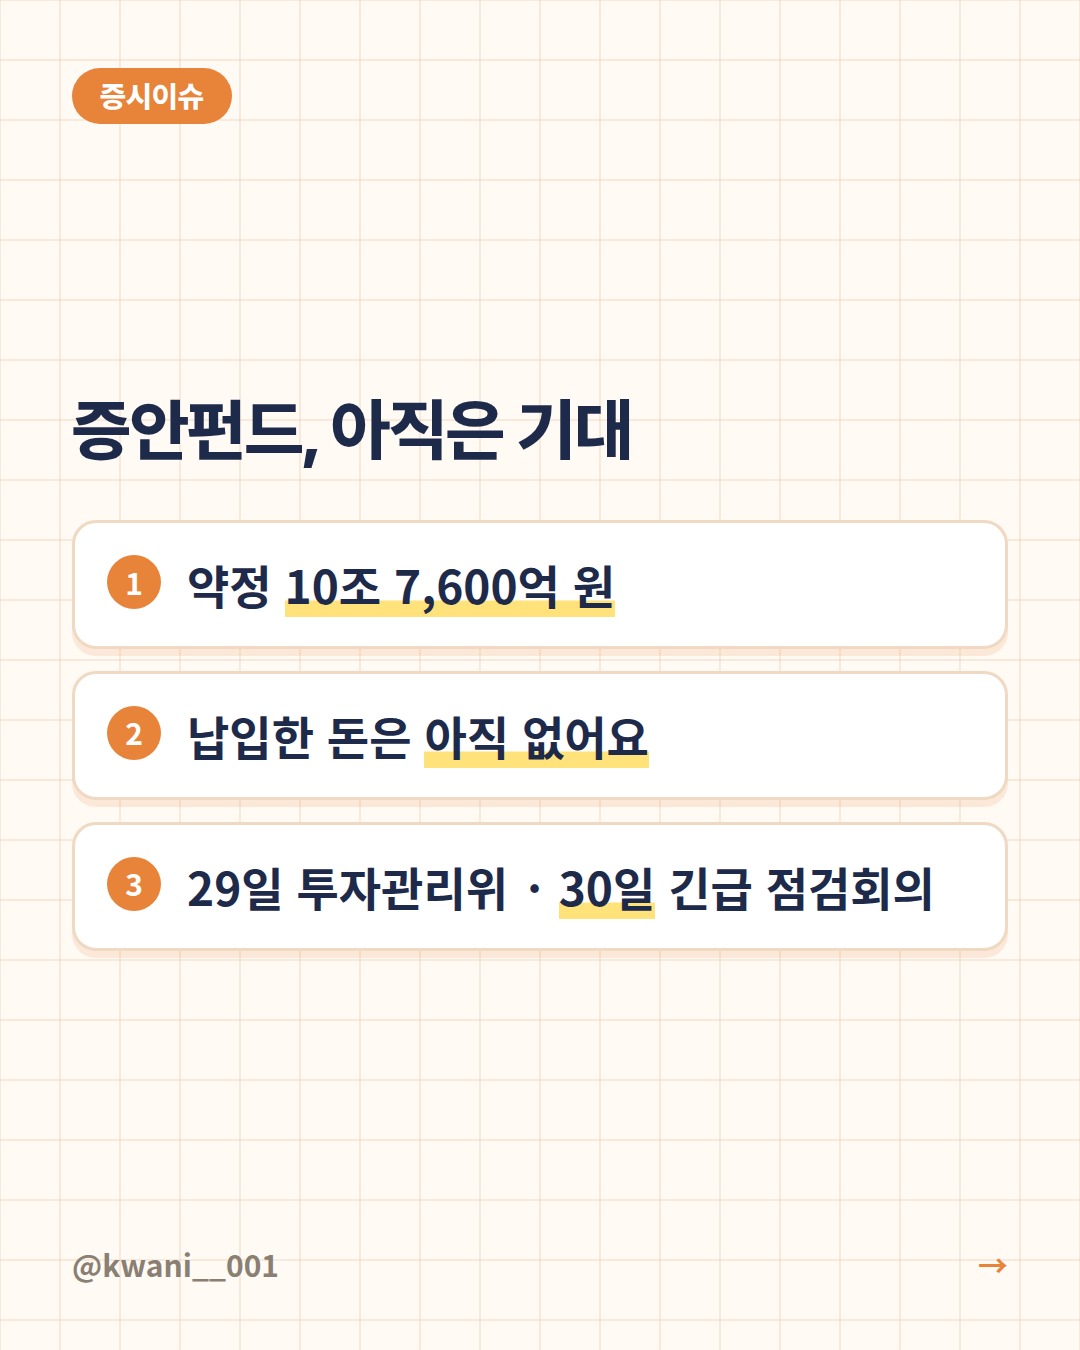 증시이슈
증안펀드, 아직은 기대
1 약정 10조 7,600억 원
2 납입한 돈은 아직 없어요
3 29일 투자관리위 · 30일 긴급 점검회의
@kwani__001 →